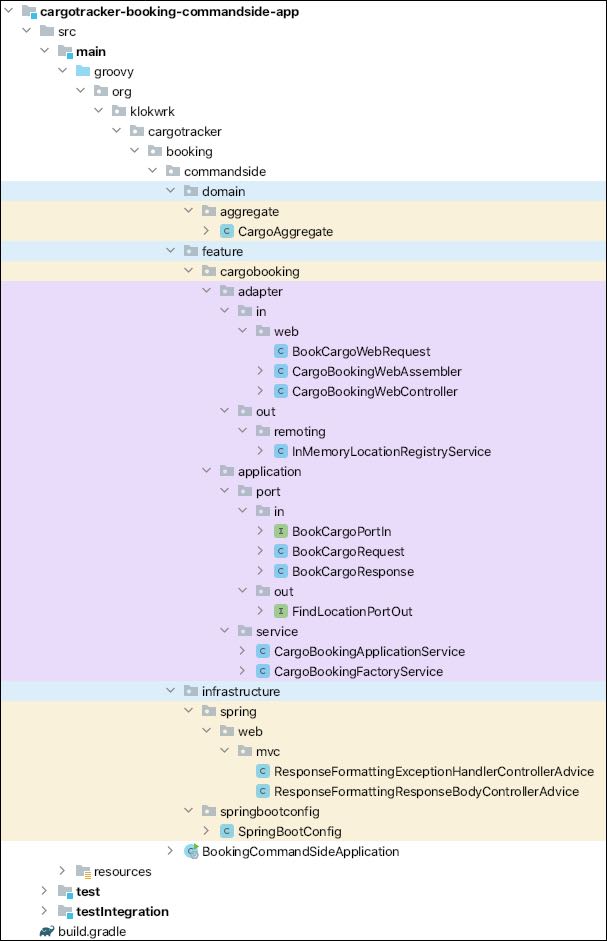 cargotracker-booking-commandside-app
src
main
groovy
org
klokwrk
cargotracker
booking
commandside
domain
aggregate
C CargoAggregate
feature
cargobooking
adapter
in
web
C BookCargoWebRequest
C CargoBookingWebAssembler
C CargoBookingWebController
out
remoting
C InMemoryLocationRegistryService
application
port
in
I BookCargoPortIn
C BookCargoRequest
C BookCargoResponse
out
I FindLocationPortOut
service
C CargoBookingApplicationService
C CargoBookingFactoryService
infrastructure
spring
web
mvc
C ResponseFormattingExceptionHandlerControllerAdvice
C ResponseFormattingResponseBodyControllerAdvice
springbootconfig
C SpringBootConfig
C BookingCommandSideApplication
resources
test
testIntegration
build.gradle